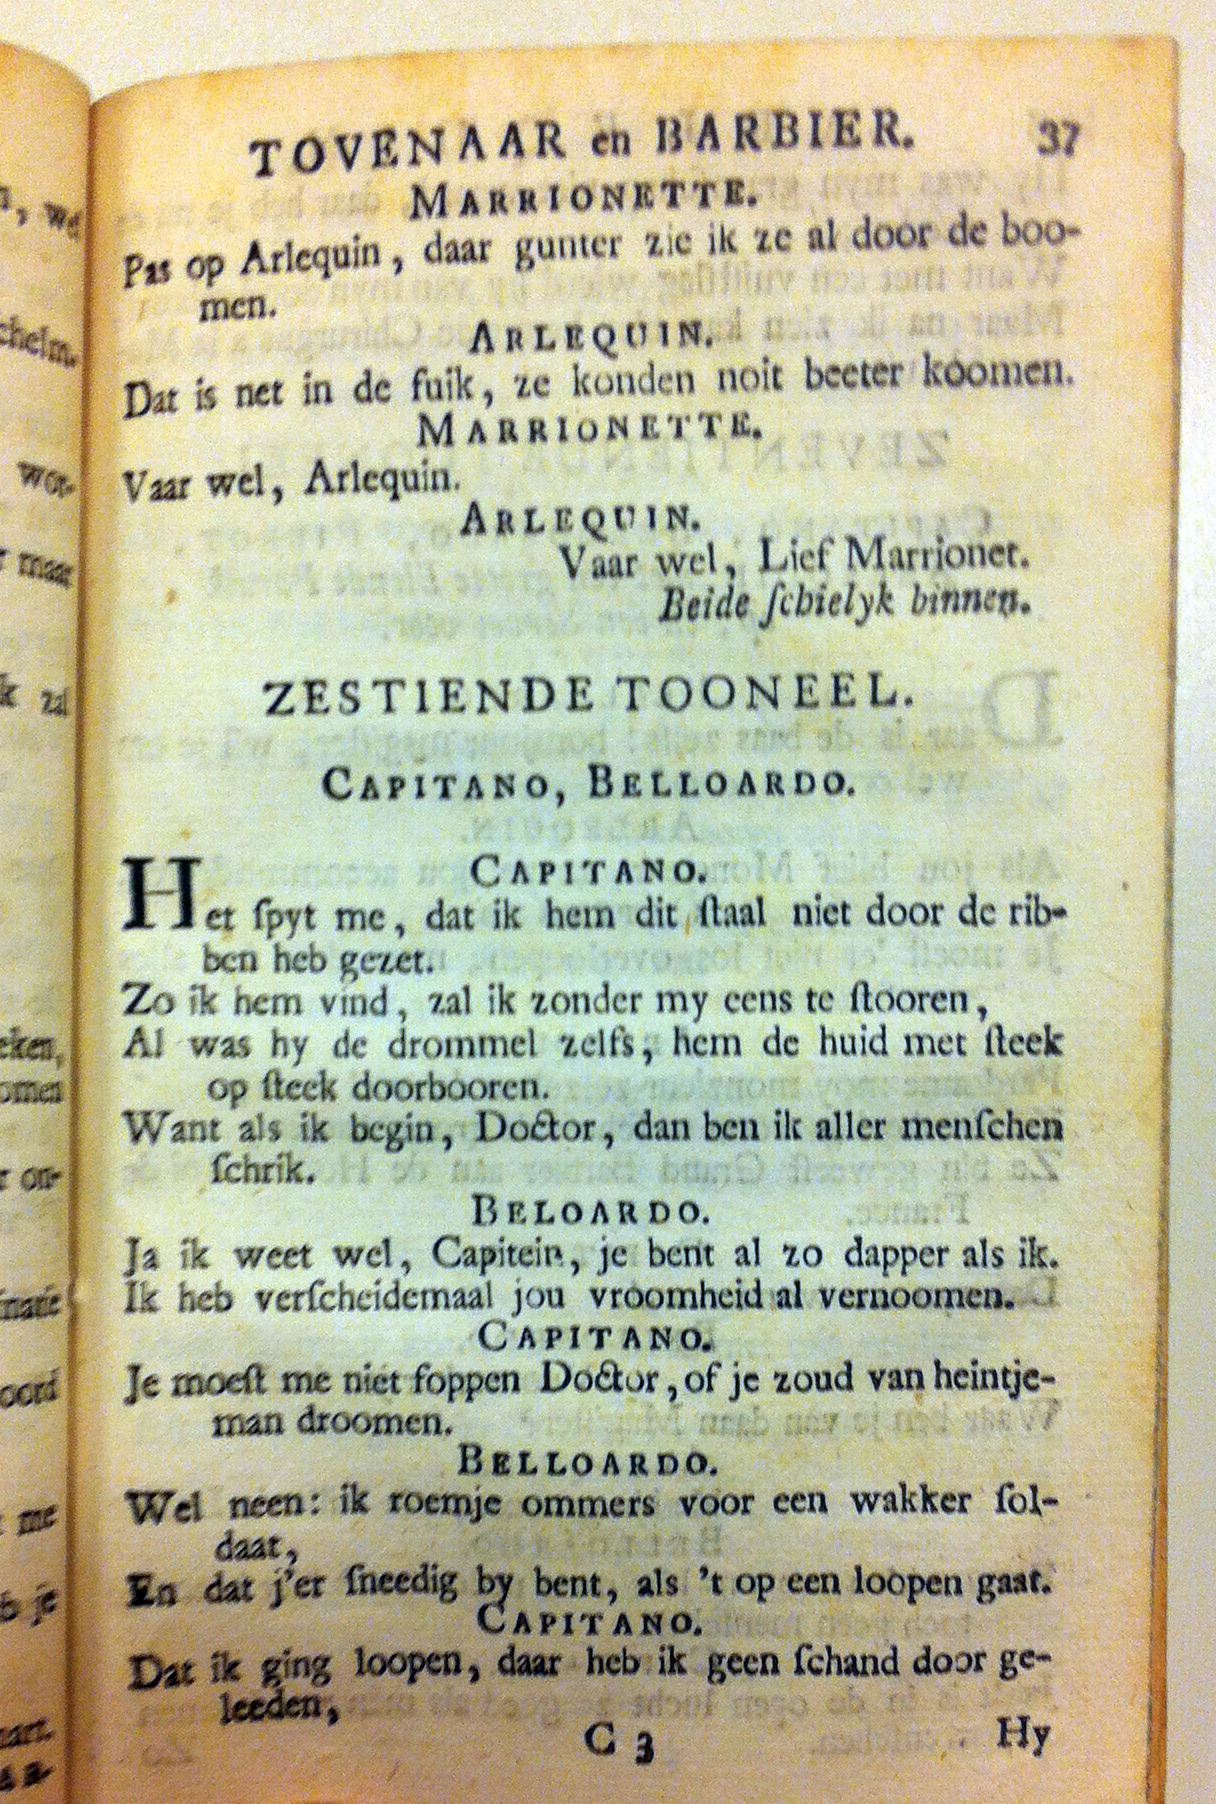 TOVENAAR en BARBIER. 37
MARRIONETTE.
Pas op Arlequin, daar gunter zie ik ze al door de boo-
men.
ARLEQUIN.
Dat is net in de fuik, ze konden noit beeter koomen.
MARRIONETTE.
Vaar wel, Arlequin.
ARLEQUIN.
Vaar wel, Lief Marrionet.
Beide ſchielyk binnen.
ZESTIENDE TOONEEL.
CAPITANO, BELLOARDO.
CAPITANO.
Het ſpyt me, dat ik hem dit ſtaal niet door de rib-
ben heb gezet.
Zo ik hem vind, zal ik zonder my eens te ſtooren,
Al was hy de drommel zelfs, hem de huid met ſteek
op ſteek doorbooren.
Want als ik begin, Doctor, dan ben ik aller menſchen
ſchrik.
BELOARDO.
Ja ik weet wel, Capitein, je bent al zo dapper als ik.
Ik heb verſcheidemaal jou vroomheid al vernoomen.
CAPITANO.
Je moeſt me niet foppen Doctor, of je zoud van heintje-
man droomen.
BELLOARDO.
Wel neen: ik roemje ommers voor een wakker ſol-
daat,
En dat j'er ſneedig by bent, als 't op een loopen gaat.
CAPITANO.
Dat ik ging loopen, daar heb ik geen ſchand door ge-
leeden,
C 3 Hy